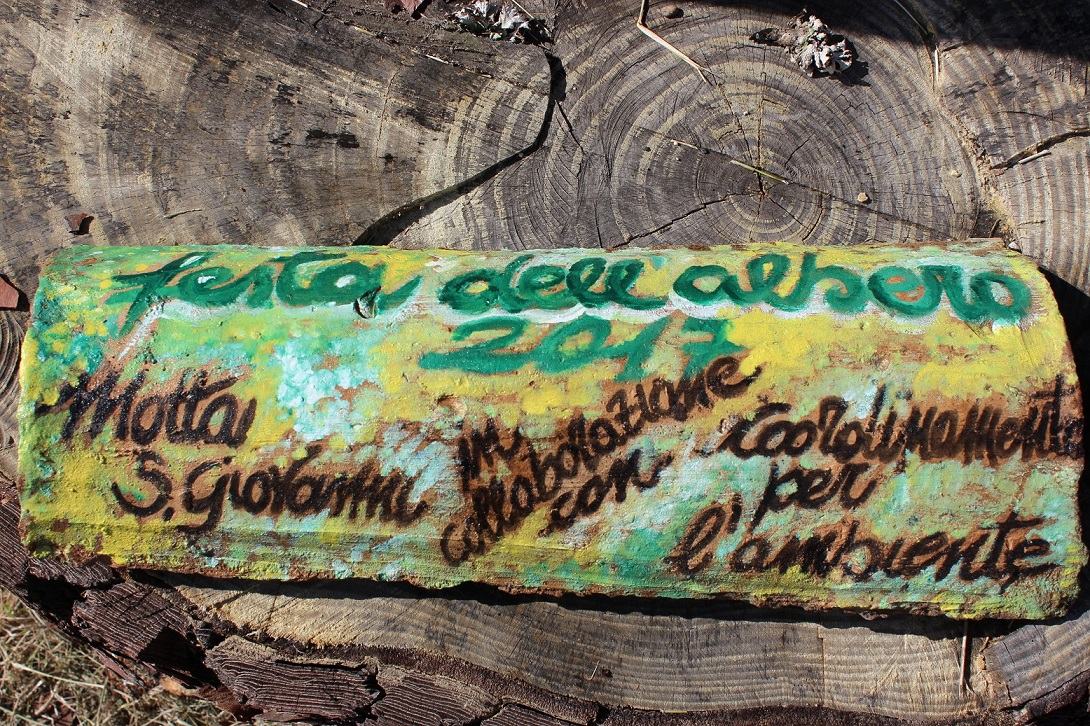 festa dell'albero
2017
Motta
S. Giovanni
in
collaborazione
con
coordinamento
per
l'ambiente